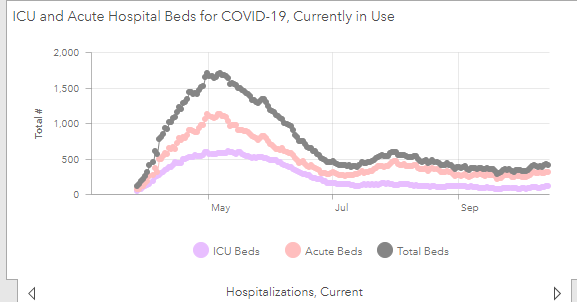 ICU and Acute Hospital Beds for COVID-19, Currently in Use
2,000
1,500
1,000
500
0
Total #
May
Jul
Sep
ICU Beds
Acute Beds
Total Beds
Hospitalizations, Current